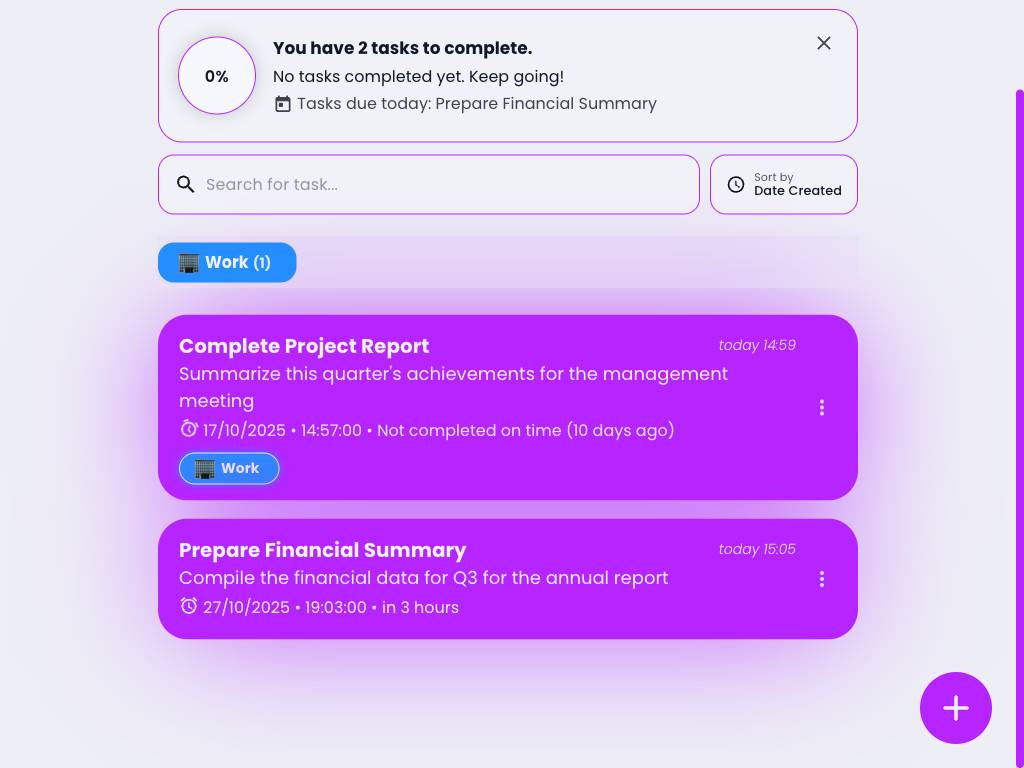 You have 2 tasks to complete.
0%
No tasks completed yet. Keep going!
Tasks due today: Prepare Financial Summary
Search for task...
Sort by
Date Created
Work (1)
Complete Project Report
today 14:59
Summarize this quarter's achievements for the management
meeting
17/10/2025 • 14:57:00 • Not completed on time (10 days ago)
Work
Prepare Financial Summary
today 15:05
Compile the financial data for Q3 for the annual report
27/10/2025 • 19:03:00 • in 3 hours